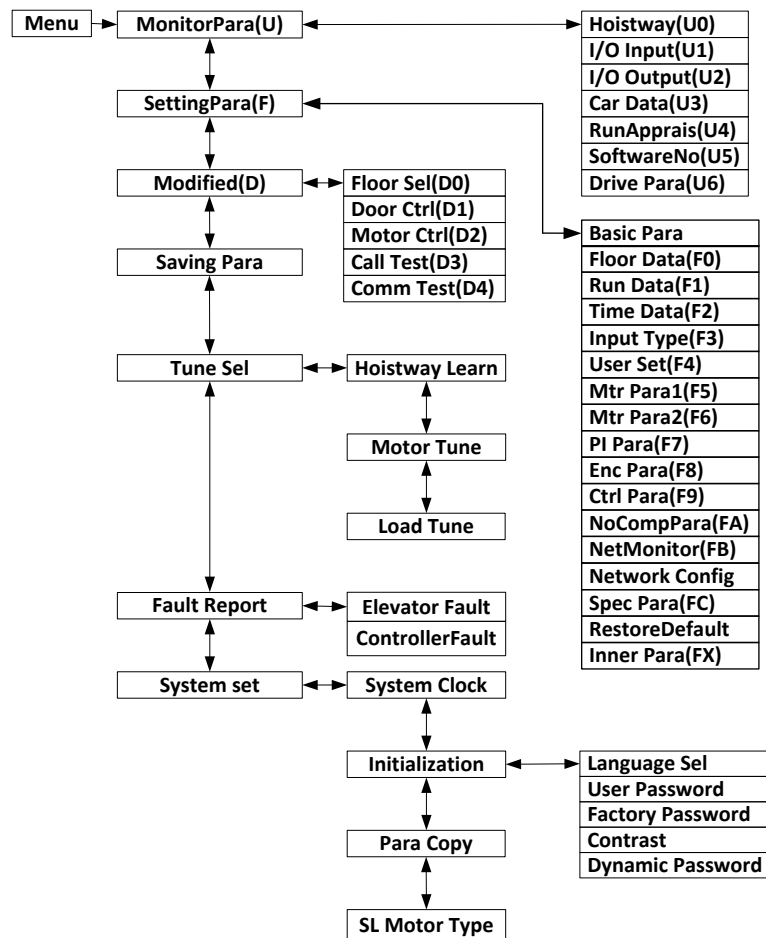 Menu
MonitorPara(U)
Hoistway(U0)
I/O Input(U1)
I/O Output(U2)
Car Data(U3)
RunApprais(U4)
SoftwareNo(U5)
Drive Para(U6)
SettingPara(F)
Basic Para
Floor Data(F0)
Run Data(F1)
Time Data(F2)
Input Type(F3)
User Set(F4)
Mtr Para1(F5)
Mtr Para2(F6)
PI Para(F7)
Enc Para(F8)
Ctrl Para(F9)
NoCompPara(FA)
NetMonitor(FB)
Network Config
Spec Para(FC)
RestoreDefault
Inner Para(FX)
Modified(D)
Floor Sel(D0)
Door Ctrl(D1)
Motor Ctrl(D2)
Call Test(D3)
Comm Test(D4)
Saving Para
Tune Sel
Hoistway Learn
Motor Tune
Load Tune
Fault Report
Elevator Fault
ControllerFault
System set
System Clock
Initialization
Language Sel
User Password
Factory Password
Contrast
Dynamic Password
Para Copy
SL Motor Type